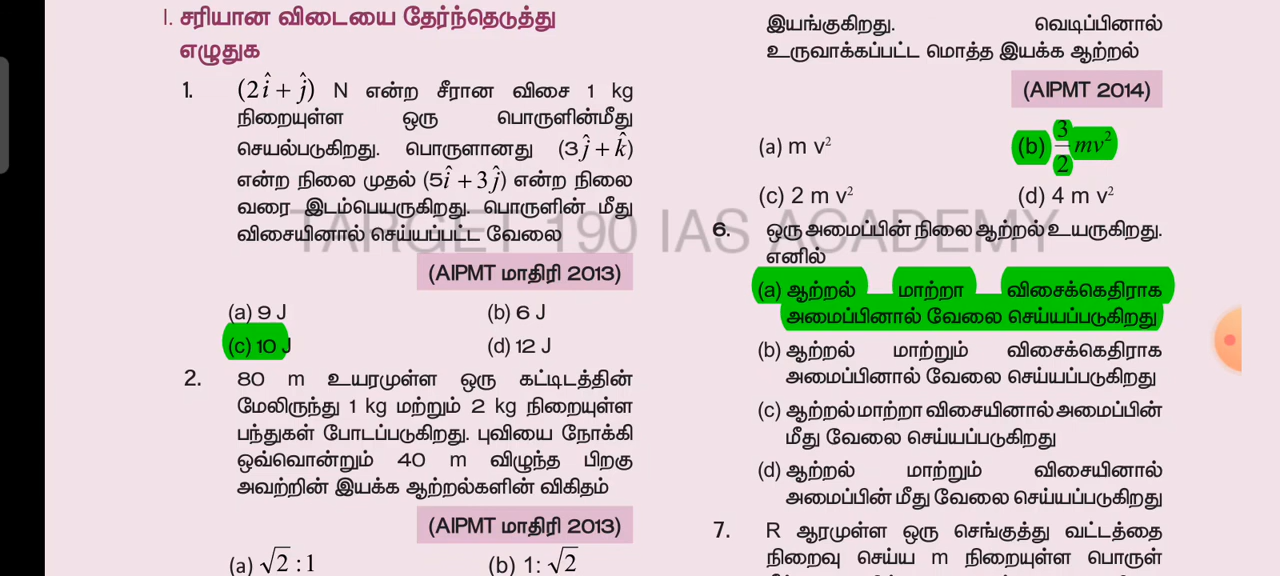 I. சரியான விடையை தேர்ந்தெடுத்து
எழுதுக
1. (2î + ĵ) N என்ற சீரான விசை 1 kg
நிறையுள்ள ஒரு பொருளின்மீது
செயல்படுகிறது. பொருளானது (3ĵ + k̂)
என்ற நிலை முதல் (5î + 3ĵ) என்ற நிலை
வரை இடம்பெயருகிறது. பொருளின் மீது
விசையினால் செய்யப்பட்ட வேலை
(AIPMT மாதிரி 2013)
(a) 9 J (b) 6 J
(c) 10 J (d) 12 J
2. 80 m உயரமுள்ள ஒரு கட்டிடத்தின்
மேலிருந்து 1 kg மற்றும் 2 kg நிறையுள்ள
பந்துகள் போடப்படுகிறது. புவியை நோக்கி
ஒவ்வொன்றும் 40 m விழுந்த பிறகு
அவற்றின் இயக்க ஆற்றல்களின் விகிதம்
(AIPMT மாதிரி 2013)
(a) √2 : 1 (b) 1: √2
இயங்குகிறது. வெடிப்பினால்
உருவாக்கப்பட்ட மொத்த இயக்க ஆற்றல்
(AIPMT 2014)
(a) m v² (b) 3/2 mv²
(c) 2 m v² (d) 4 m v²
6. ஒரு அமைப்பின் நிலை ஆற்றல் உயருகிறது.
எனில்
(a) ஆற்றல் மாற்றா விசைக்கெதிராக
அமைப்பினால் வேலை செய்யப்படுகிறது
(b) ஆற்றல் மாற்றும் விசைக்கெதிராக
அமைப்பினால் வேலை செய்யப்படுகிறது
(c) ஆற்றல் மாற்றா விசையினால் அமைப்பின்
மீது வேலை செய்யப்படுகிறது
(d) ஆற்றல் மாற்றும் விசையினால்
அமைப்பின் மீது வேலை செய்யப்படுகிறது
7. R ஆரமுள்ள ஒரு செங்குத்து வட்டத்தை
நிறைவு செய்ய m நிறையுள்ள பொருள்
TARGET 190 IAS ACADEMY